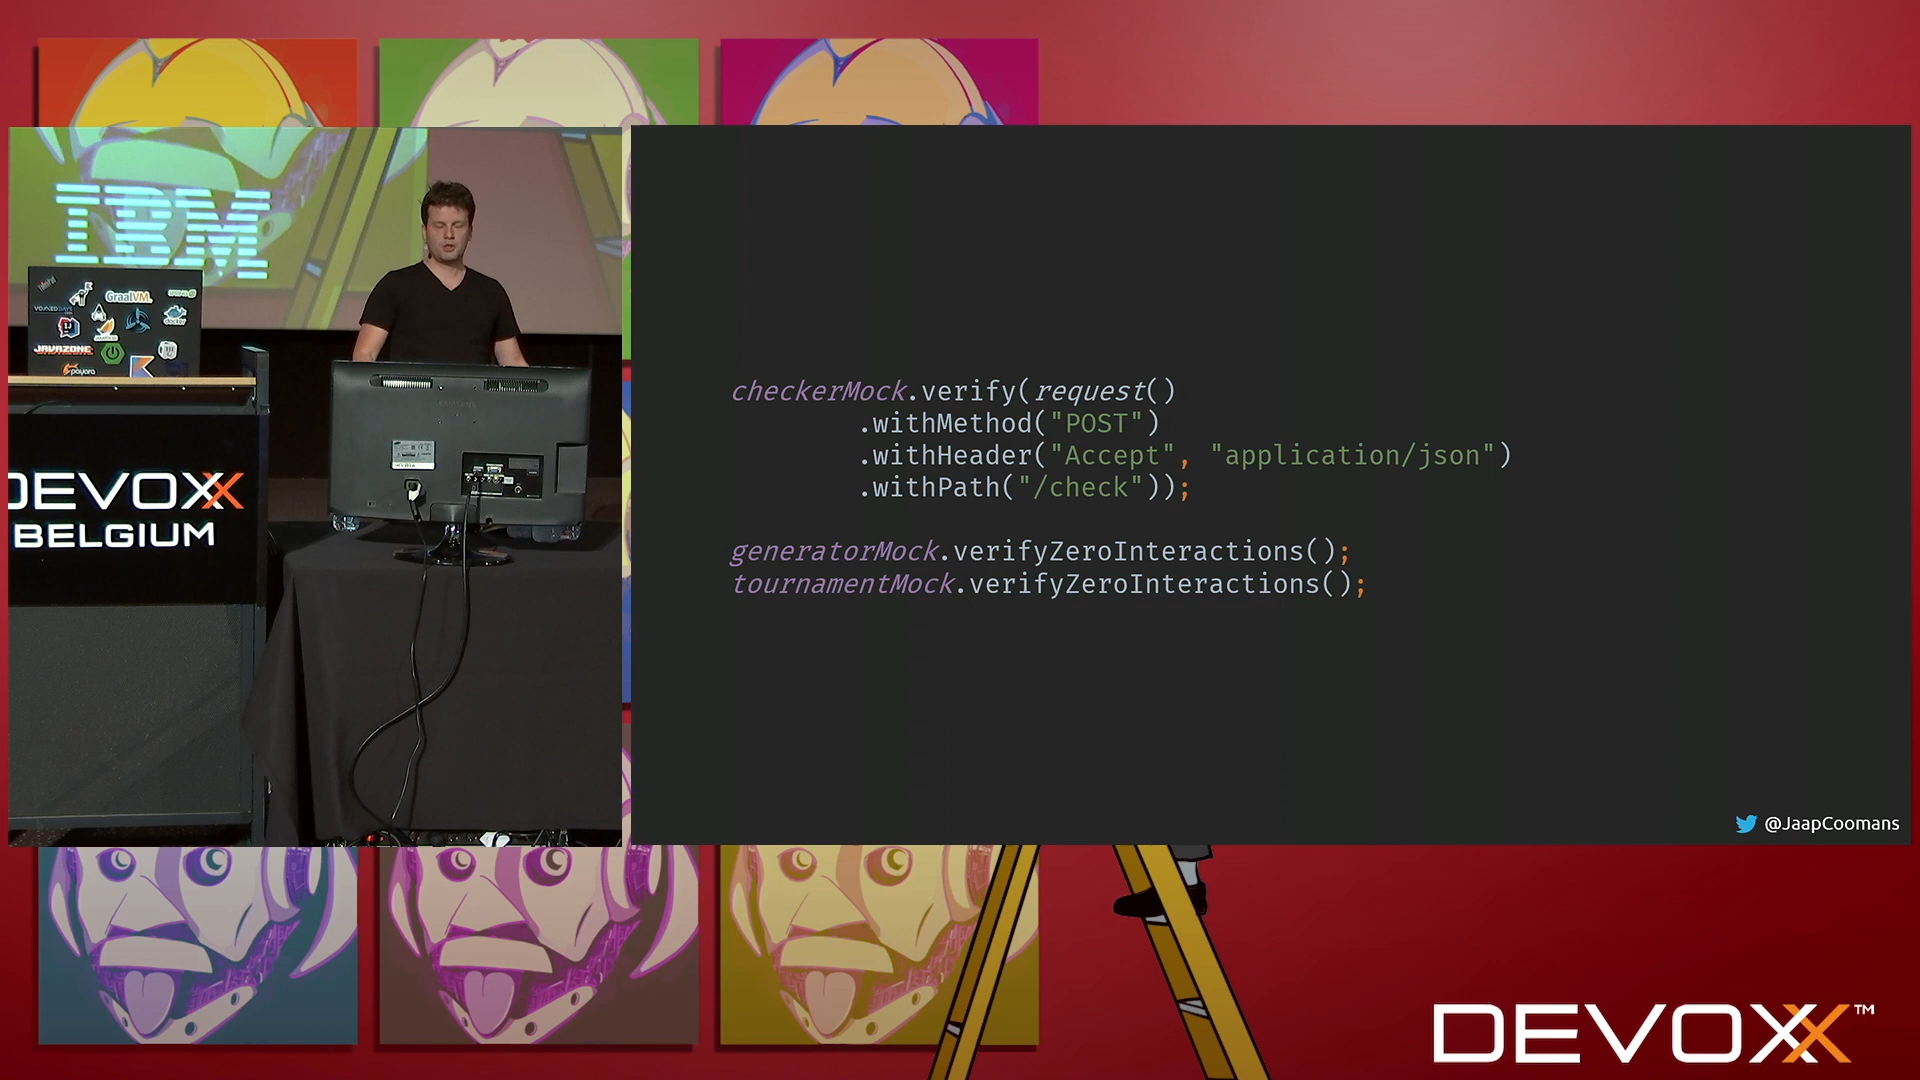 IBM
GraalVM.
JAVAZONE
payara
DEVOXX
BELGIUM
checkerMock.verify(request()
.withMethod("POST")
.withHeader("Accept", "application/json")
.withPath("/check"));
generatorMock.verifyZeroInteractions();
tournamentMock.verifyZeroInteractions();
@JaapCoomans
DEVOXX™